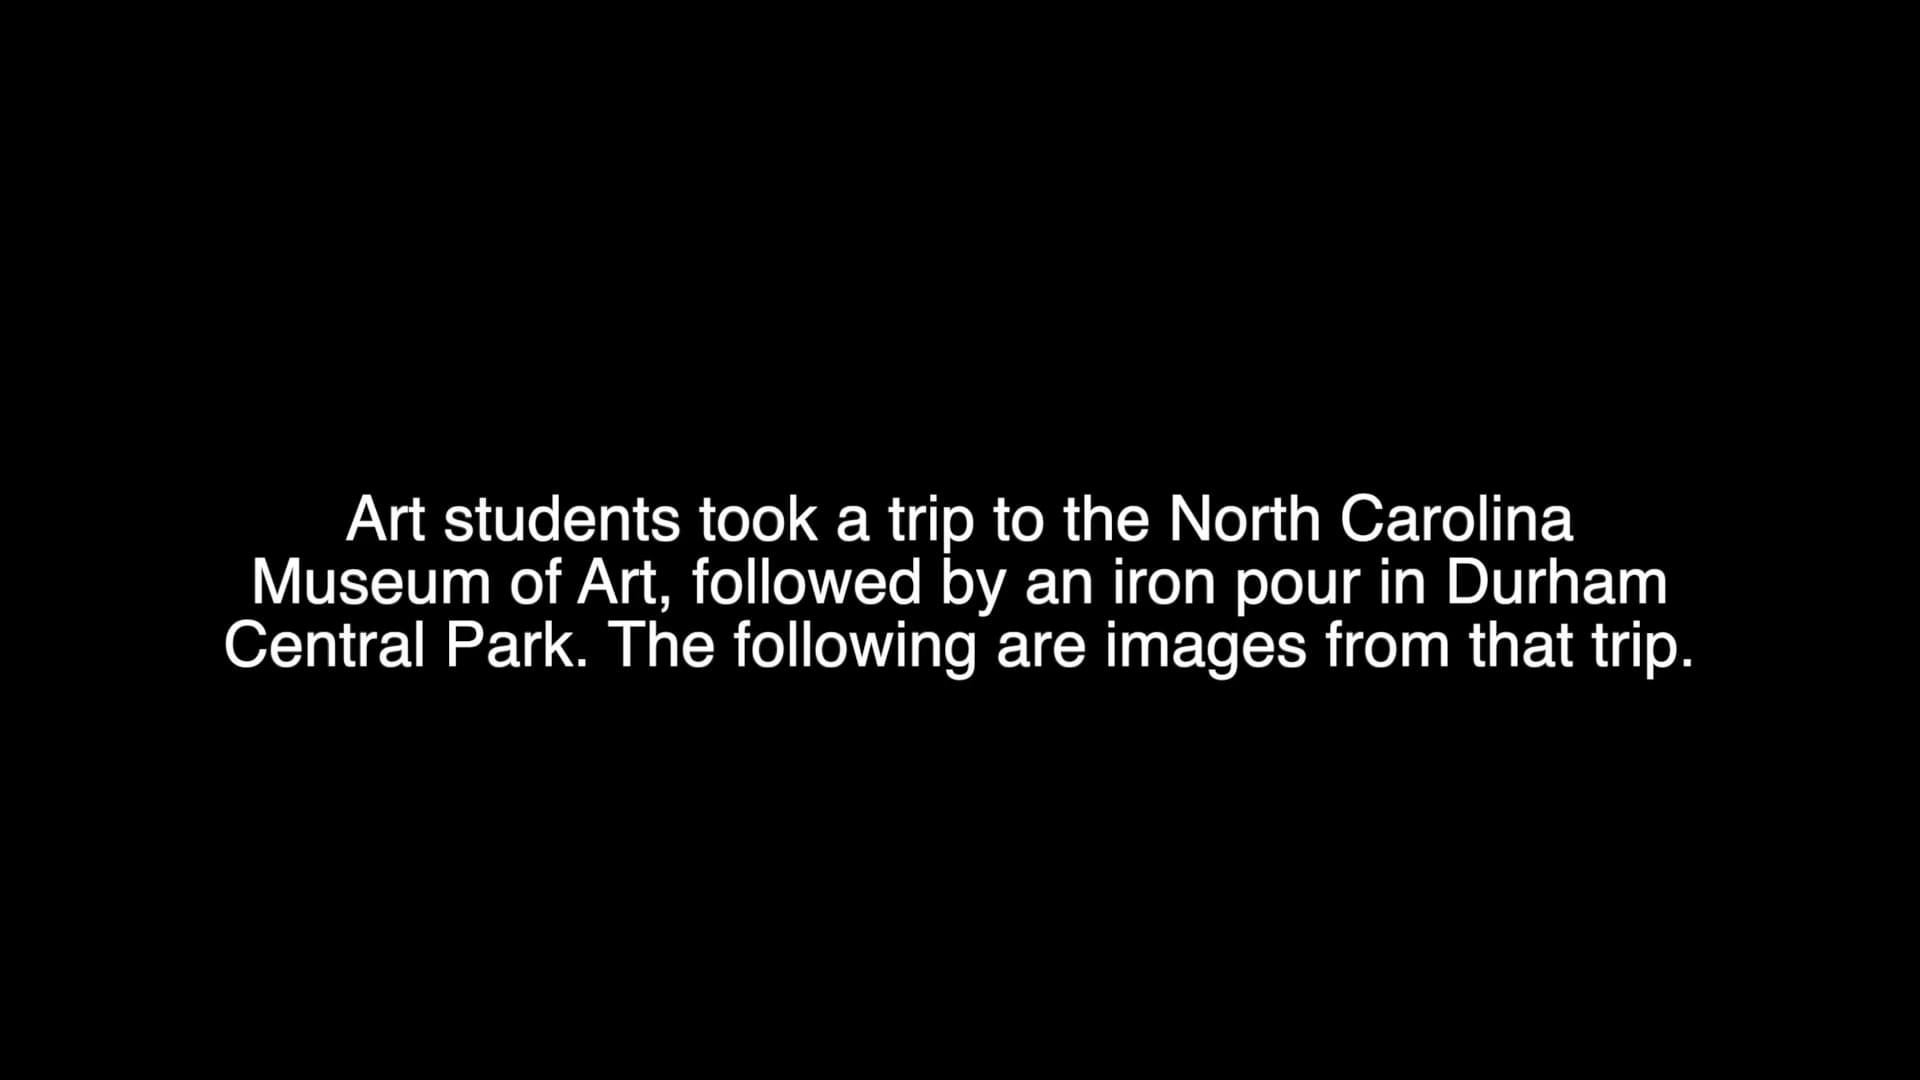 Art students took a trip to the North Carolina
Museum of Art, followed by an iron pour in Durham
Central Park. The following are images from that trip.